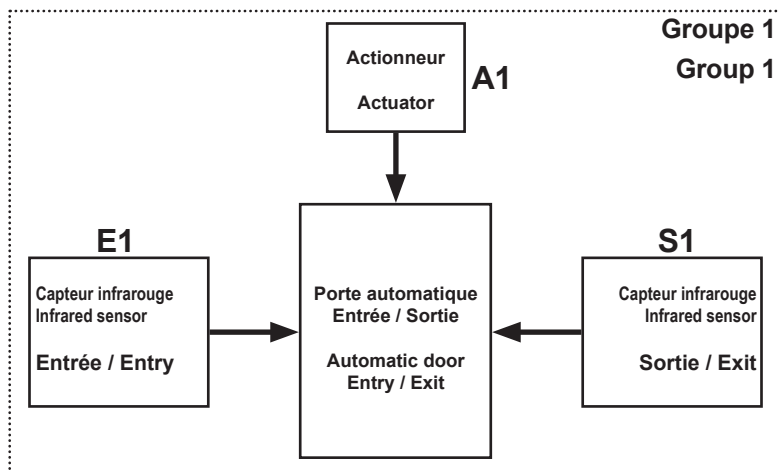 Groupe 1
Group 1
Actionneur
Actuator
A1
E1
Capteur infrarouge
Infrared sensor
Entrée / Entry
Porte automatique
Entrée / Sortie
Automatic door
Entry / Exit
S1
Capteur infrarouge
Infrared sensor
Sortie / Exit